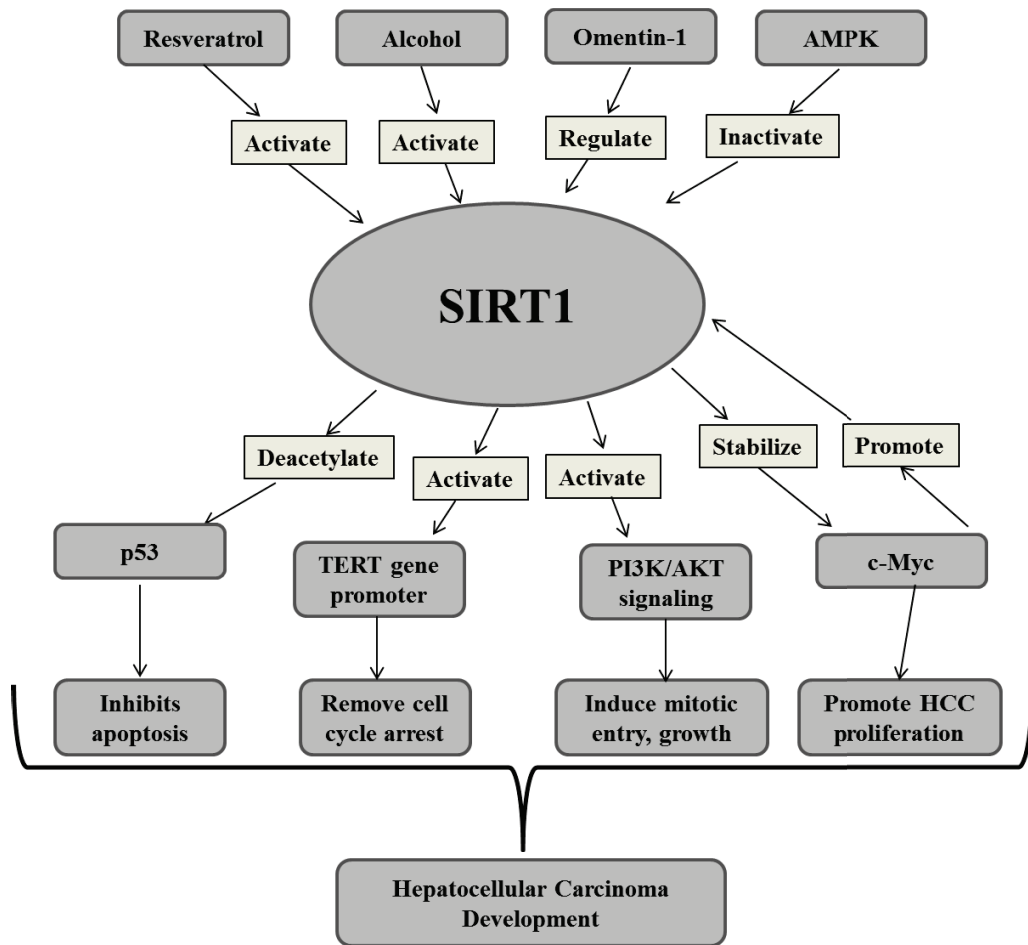 Resveratrol
Alcohol
Omentin-1
AMPK
Activate
Activate
Regulate
Inactivate
SIRT1
Deacetylate
Activate
Activate
Stabilize
Promote
p53
TERT gene
promoter
PI3K/AKT
signaling
c-Myc
Inhibits
apoptosis
Remove cell
cycle arrest
Induce mitotic
entry, growth
Promote HCC
proliferation
Hepatocellular Carcinoma
Development